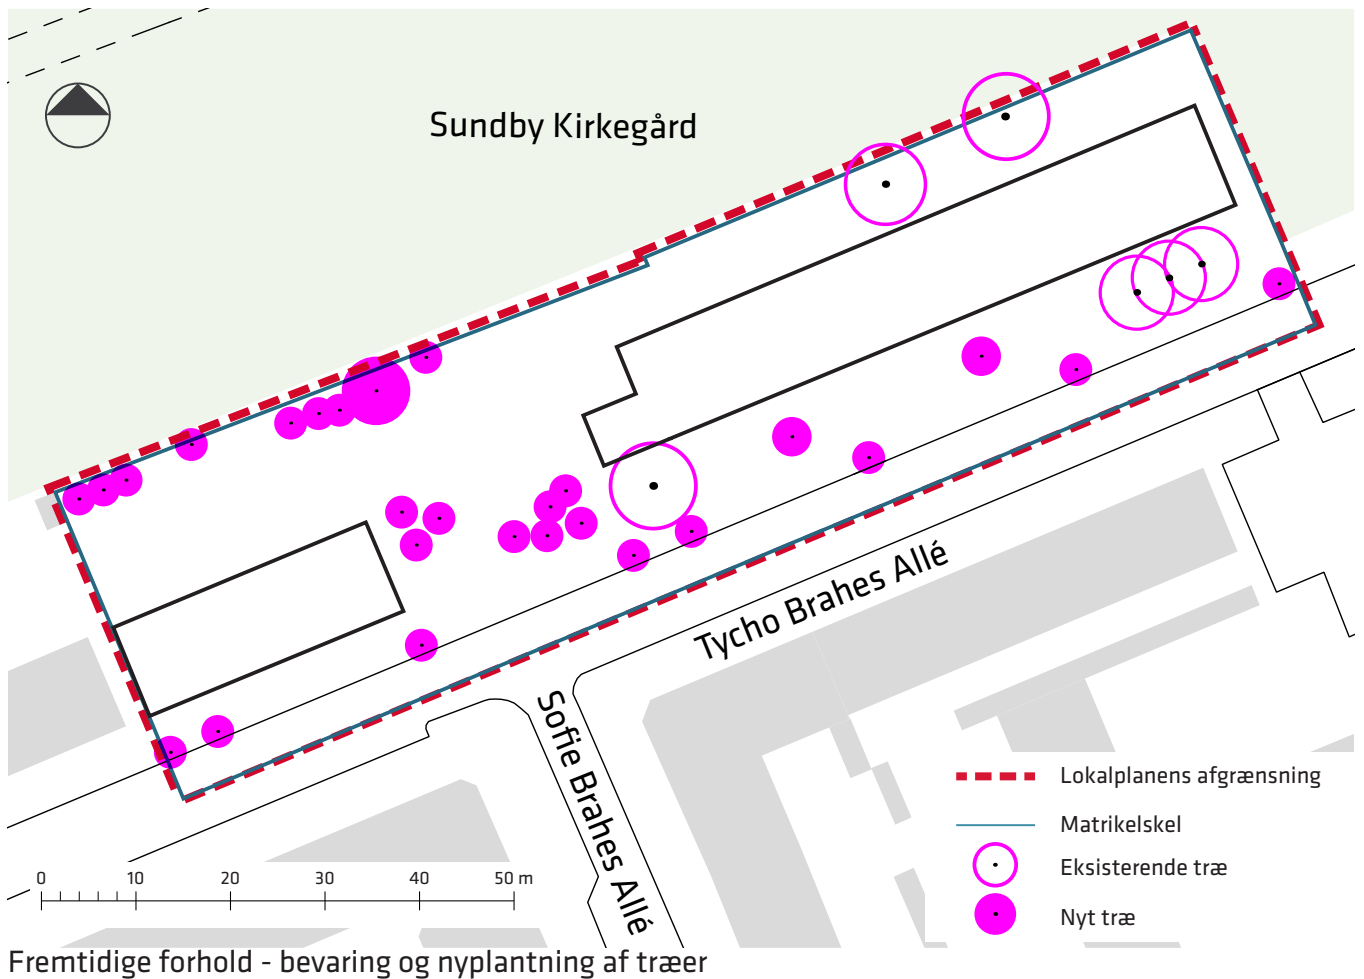 Sundby Kirkegård
Tycho Brahes Allé
Sofie Brahes Allé
Lokalplanens afgrænsning
Matrikelskel
Eksisterende træ
Nyt træ
0 10 20 30 40 50 m
Fremtidige forhold - bevaring og nyplantning af træer